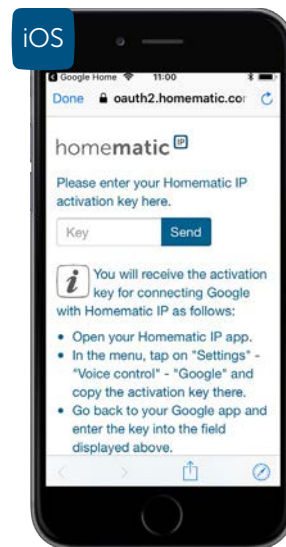 iOS
Google Home 11:00
Done oauth2.homematic.cor
homematic IP
Please enter your Homematic IP
activation key here.
Key Send
i You will receive the activation
key for connecting Google
with Homematic IP as follows:
• Open your Homematic IP app.
• In the menu, tap on "Settings" -
"Voice control" - "Google" and
copy the activation key there.
• Go back to your Google app and
enter the key into the field
displayed above.